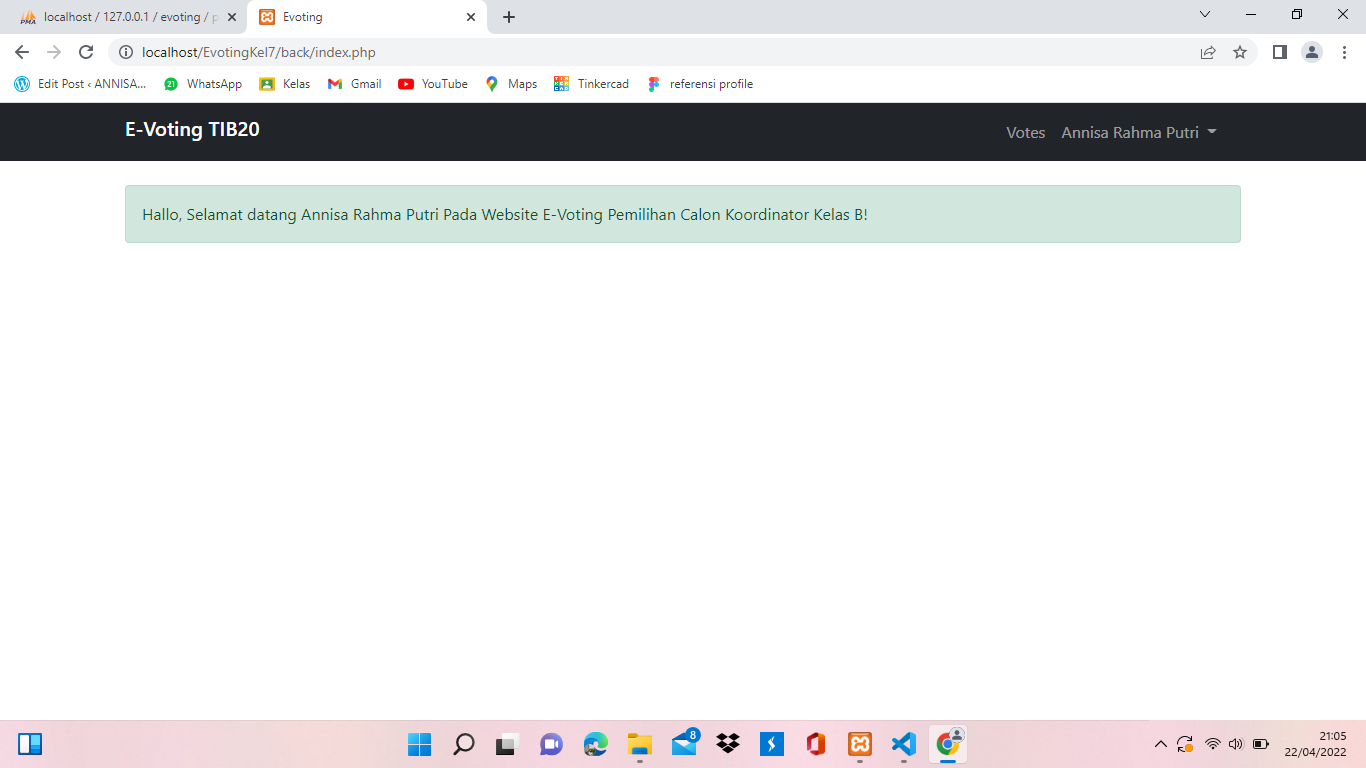 localhost / 127.0.0.1 / evoting / p
Evoting
localhost/EvotingKel7/back/index.php
Edit Post ‹ ANNISA...
21
WhatsApp
Kelas
Gmail
YouTube
Maps
Tinkercad
referensi profile
E-Voting TIB20
Votes
Annisa Rahma Putri
Hallo, Selamat datang Annisa Rahma Putri Pada Website E-Voting Pemilihan Calon Koordinator Kelas B!
8
21:05
22/04/2022